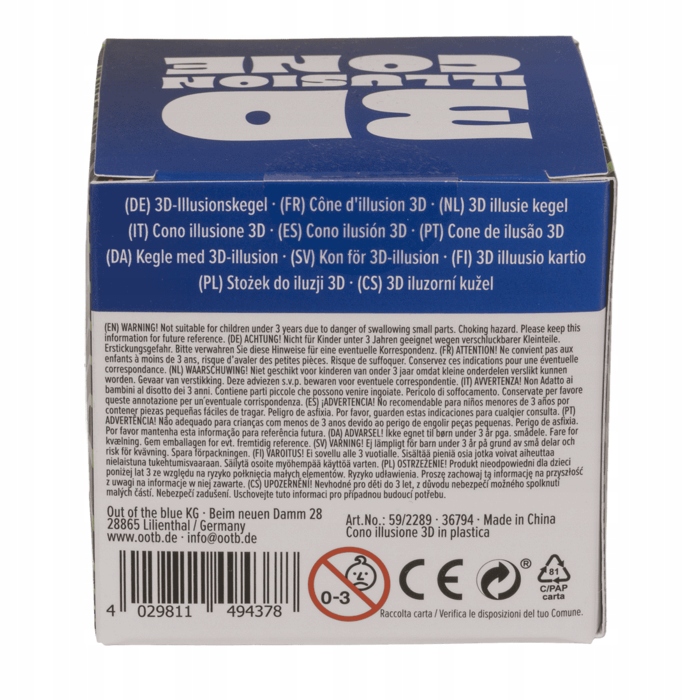 3D
ILLUSION
CONE
(DE) 3D-Illusionskegel · (FR) Cône d'illusion 3D · (NL) 3D illusie kegel
(IT) Cono illusione 3D · (ES) Cono ilusión 3D · (PT) Cone de ilusão 3D
(DA) Kegle med 3D-illusion · (SV) Kon för 3D-illusion · (FI) 3D illuusio kartio
(PL) Stożek do iluzji 3D · (CS) 3D iluzorní kužel
(EN) WARNING! Not suitable for children under 3 years due to danger of swallowing small parts. Choking hazard. Please keep this
information for future reference. (DE) ACHTUNG! Nicht für Kinder unter 3 Jahren geeignet wegen verschluckbarer Kleinteile.
Erstickungsgefahr. Bitte verwahren Sie diese Hinweise für eine eventuelle Korrespondenz. (FR) ATTENTION! Ne convient pas aux
enfants à moins de 3 ans, risque d'avaler des petites pièces. Risque de suffoquer. Conservez ces indications pour une éventuelle
correspondance. (NL) WAARSCHUWING! Niet geschikt voor kinderen van onder 3 jaar omdat kleine onderdelen verslikt kunnen
worden. Gevaar van verstikking. Deze adviezen s.v.p. bewaren voor eventuele correspondentie. (IT) AVVERTENZA! Non Adatto ai
bambini al disotto dei 3 anni. Contiene parti piccole che possono venire ingoiate. Pericolo di soffocamento. Conservate per favore
queste annotazione per un eventuale corrispondenza. (ES) ¡ADVERTENCIA! No recomendable para niños menores de 3 años por
contener piezas pequeñas fáciles de tragar. Peligro de asfixia. Por favor, guarden estas indicaciones para cualquier consulta. (PT)
ADVERTÊNCIA! Não adequado para crianças com menos de 3 anos devido ao perigo de engolir peças pequenas. Perigo de asfixia.
Por favor mantenha esta informação para referência futura. (DA) ADVARSEL! Ikke egnet til børn under 3 år pga. smådele. Fare for
kvælning. Gem emballagen for evt. fremtidig reference. (SV) VARNING! Ej lämpligt för barn under 3 år på grund av små delar och
risk för kvävning. Spara förpackningen. (FI) VAROITUS! Ei sovellu alle 3 vuotialle. Sisältää pieniä osia jotka voivat aiheuttaa
nielaistuna tukehtumisvaaraan. Säilytä osoite myöhempää käyttöä varten. (PL) OSTRZEŻENIE! Produkt nieodpowiedni dla dzieci
poniżej lat 3 ze względu na ryzyko połknięcia małych elementów. Ryzyko udławienia. Proszę zachować tą informację na przyszłość
z uwagi na informacje w niej zawarte. (CS) UPOZERNĚNÍ! Nevhodné pro děti do 3 let, z důvodu nebezpečí možného spolknutí
malých částí. Nebezpečí zadušení. Uschovejte tuto informaci pro případnou budoucí potřebu.
Out of the blue KG · Beim neuen Damm 28
28865 Lilienthal / Germany
www.ootb.de · info@ootb.de
Art.No.: 59/2289 · 36794 · Made in China
Cono illusione 3D in plastica
4 029811 494378
0-3
CE
®
81
C/PAP
carta
Raccolta carta / Verifica le disposizioni del tuo Comune.